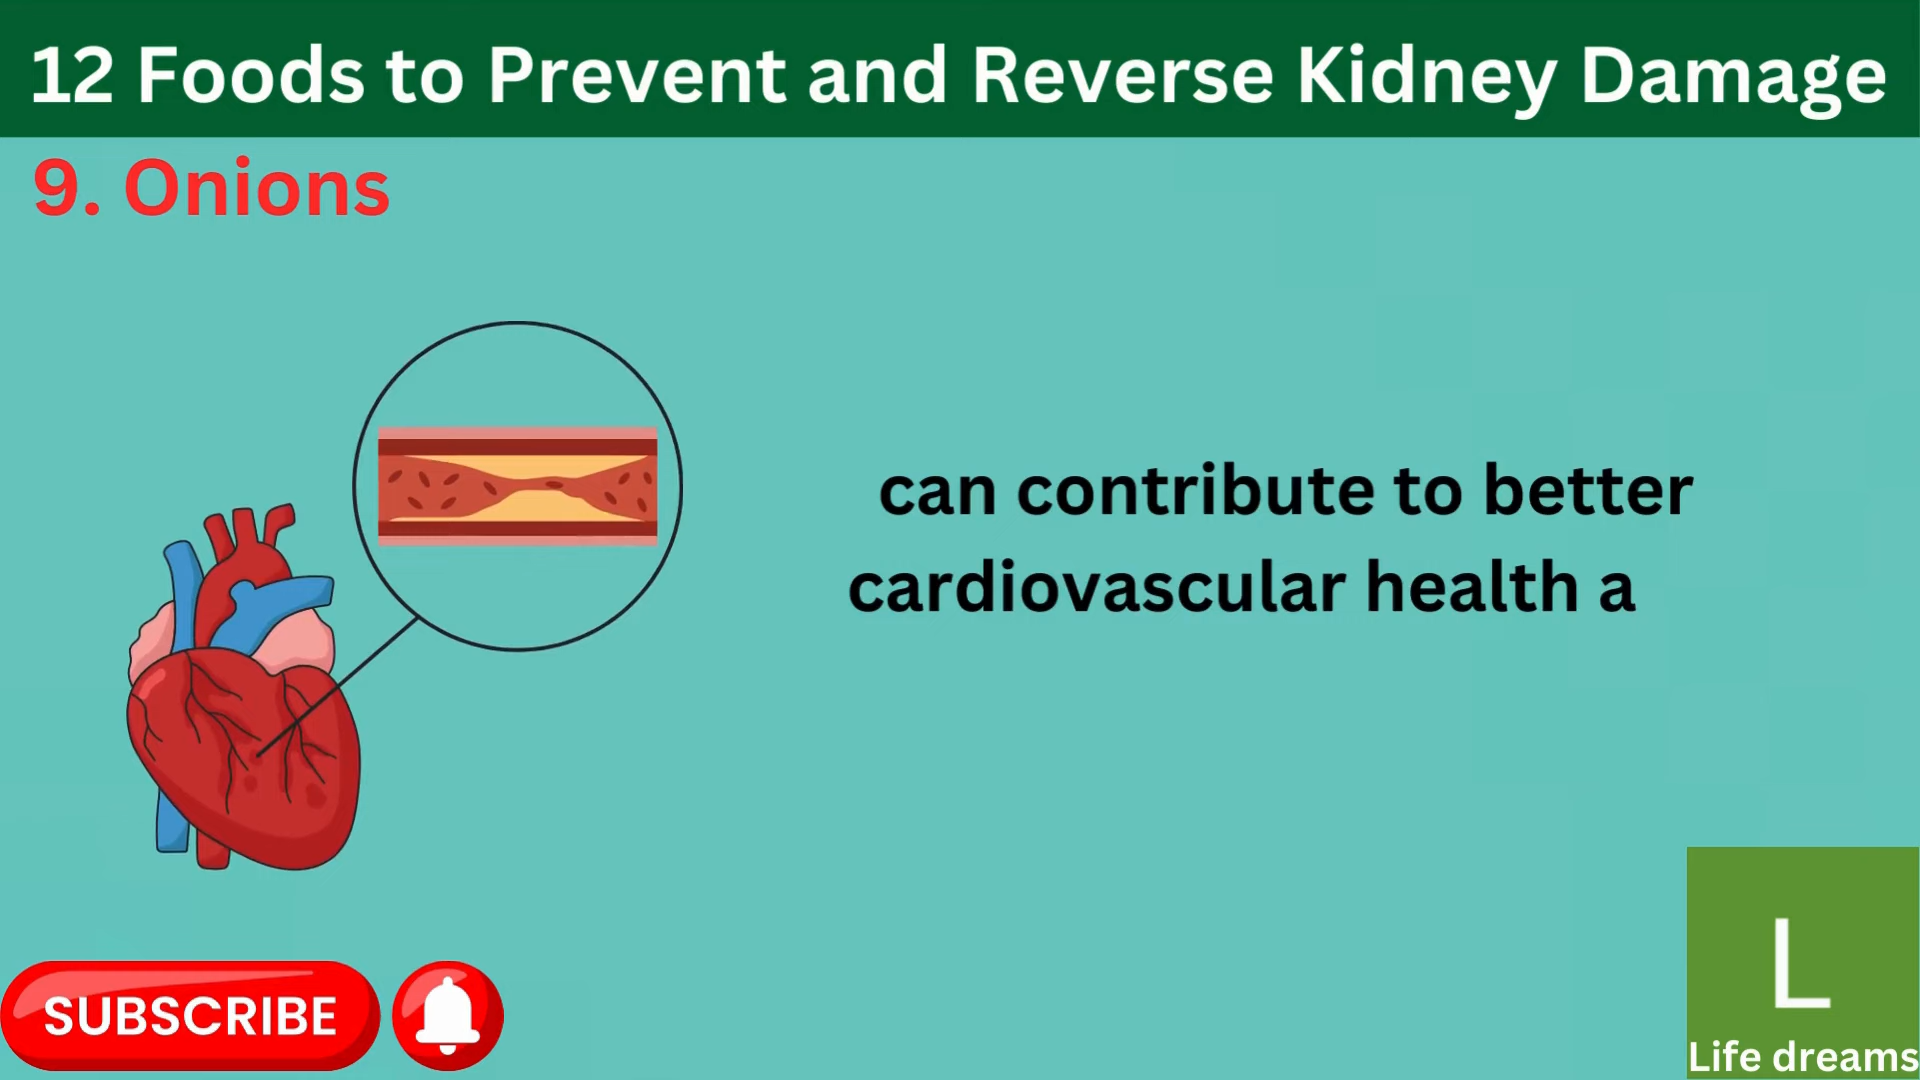 12 Foods to Prevent and Reverse Kidney Damage
9. Onions
can contribute to better
cardiovascular health a
SUBSCRIBE
L
Life dreams